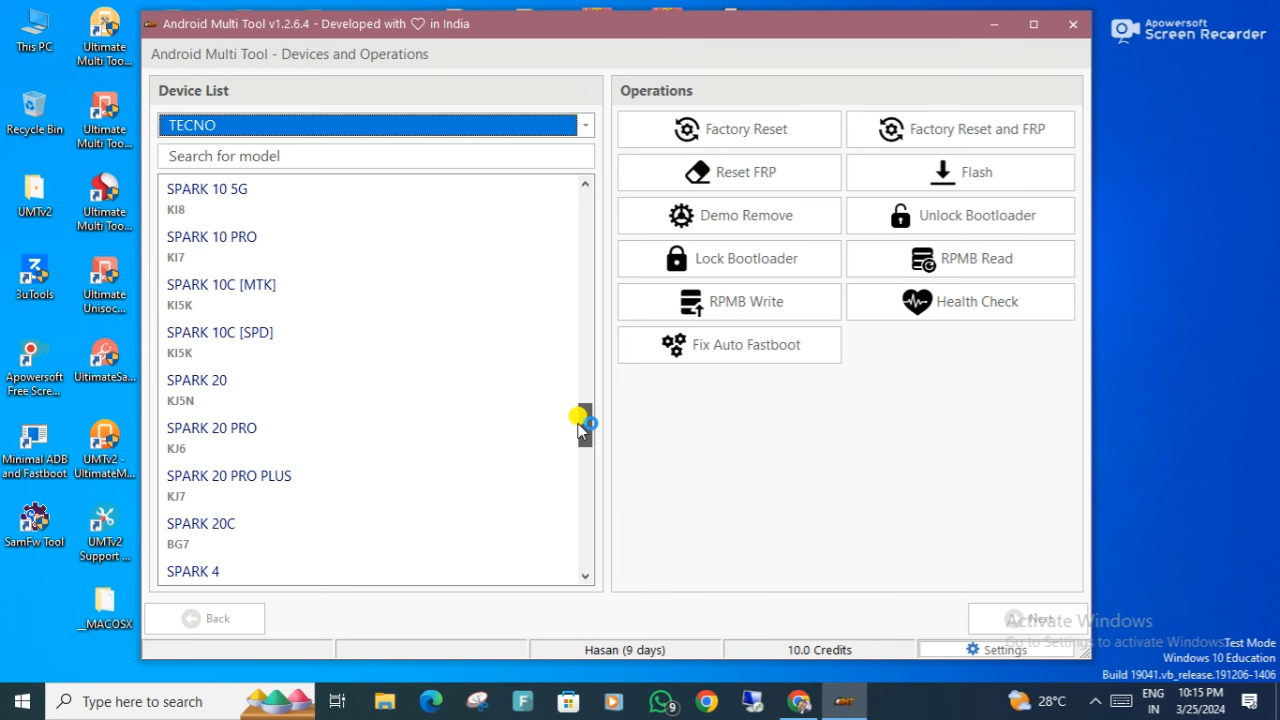 This PC
Ultimate
Multi Too...
Recycle Bin
Ultimate
Multi Too...
UMTv2
Ultimate
Multi Too...
3uTools
Ultimate
Unisoc...
Apowersoft
Free Scre...
UltimateSa...
Minimal ADB
and Fastboot
UMTv2 -
UltimateM...
SamFw Tool
UMTv2
Support ...
__MACOSX
Android Multi Tool v1.2.6.4 - Developed with ♡ in India
Android Multi Tool - Devices and Operations
Device List
TECNO
Search for model
SPARK 10 5G
KI8
SPARK 10 PRO
KI7
SPARK 10C [MTK]
KI5K
SPARK 10C [SPD]
KI5K
SPARK 20
KJ5N
SPARK 20 PRO
KJ6
SPARK 20 PRO PLUS
KJ7
SPARK 20C
BG7
SPARK 4
Operations
Factory Reset
Factory Reset and FRP
Reset FRP
Flash
Demo Remove
Unlock Bootloader
Lock Bootloader
RPMB Read
RPMB Write
Health Check
Fix Auto Fastboot
Back
Hasan (9 days)
10.0 Credits
Settings
Apowersoft
Screen Recorder
Activate Windows
Go to Settings to activate Windows.
Test Mode
Windows 10 Education
Build 19041.vb_release.191206-1406
Type here to search
F
9
28°C
ENG
IN
10:15 PM
3/25/2024